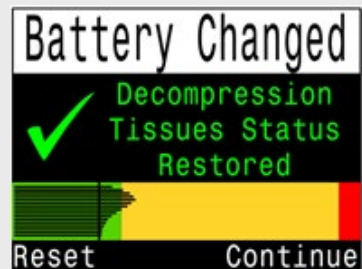 Battery Changed
Decompression
Tissues Status
Restored
Reset Continue